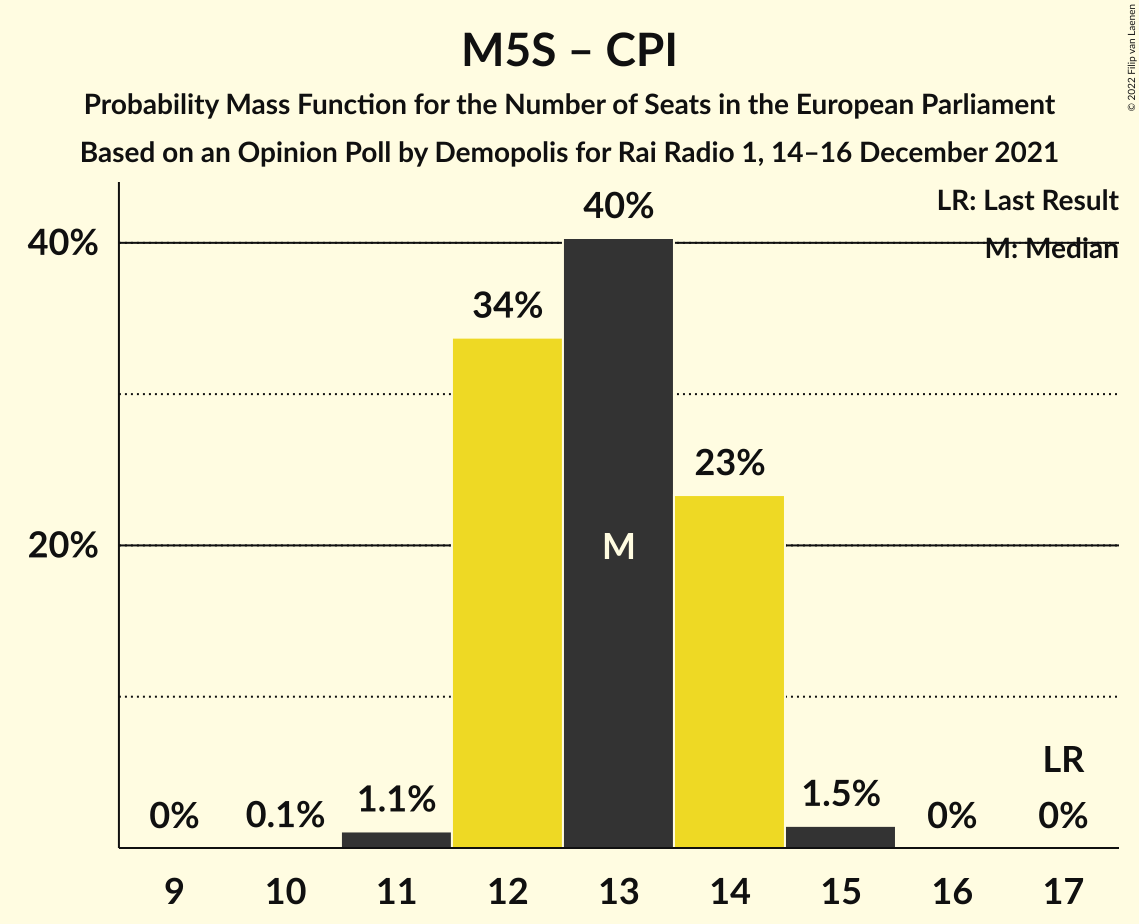 M5S – CPI
Probability Mass Function for the Number of Seats in the European Parliament
Based on an Opinion Poll by Demopolis for Rai Radio 1, 14–16 December 2021
© 2022 Filip van Laenen
LR: Last Result
M: Median
40%
20%
0%
0.1%
1.1%
34%
40%
M
23%
1.5%
0%
LR
0%
9 10 11 12 13 14 15 16 17